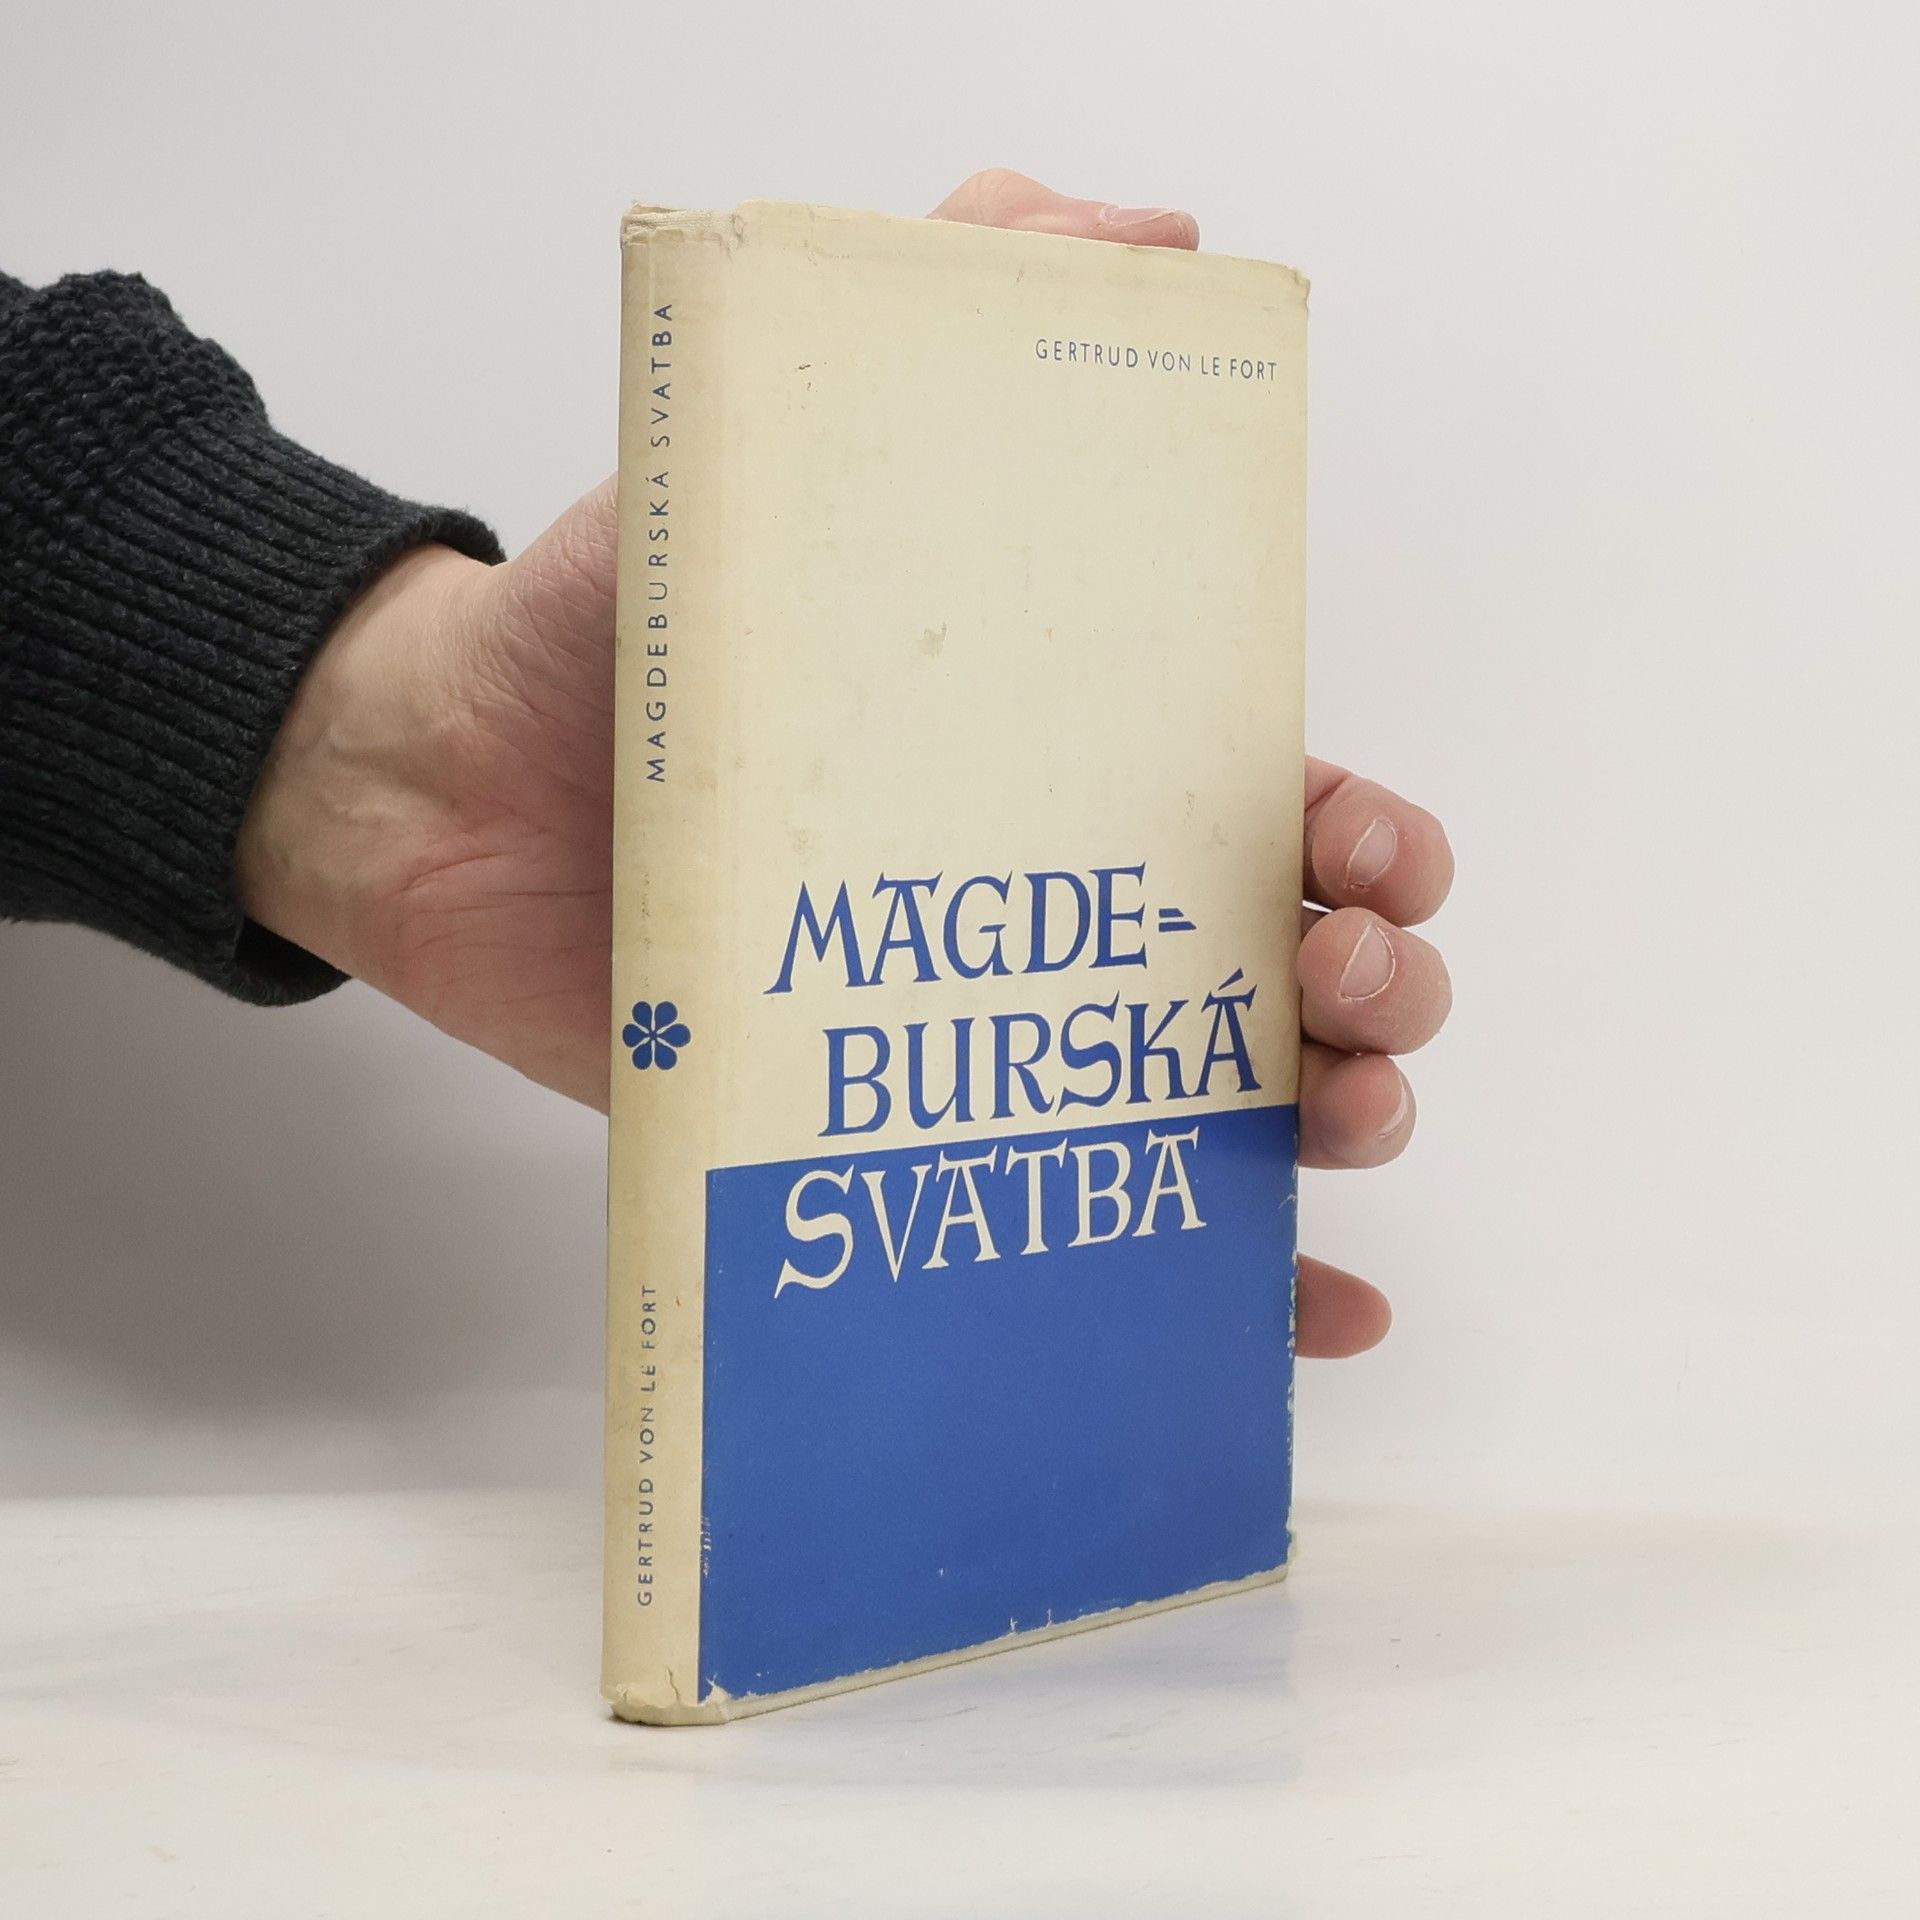 GERTRUD VON LE FORT
MAGDE=
BURSKÁ
SVATBA
MAGDEBURSKÁ SVATBA
GERTRUD VON LE FORT